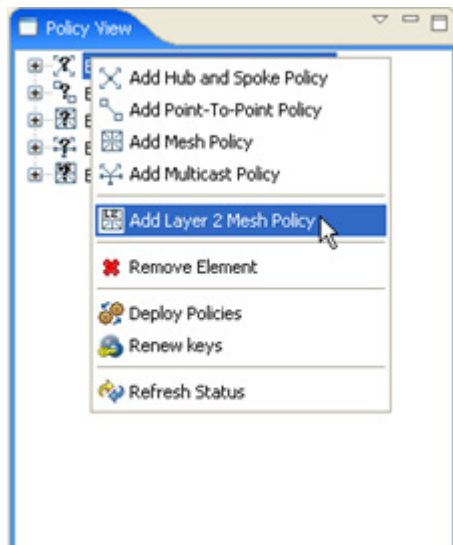 Policy View
Add Hub and Spoke Policy
Add Point-To-Point Policy
Add Mesh Policy
Add Multicast Policy
Add Layer 2 Mesh Policy
Remove Element
Deploy Policies
Renew keys
Refresh Status